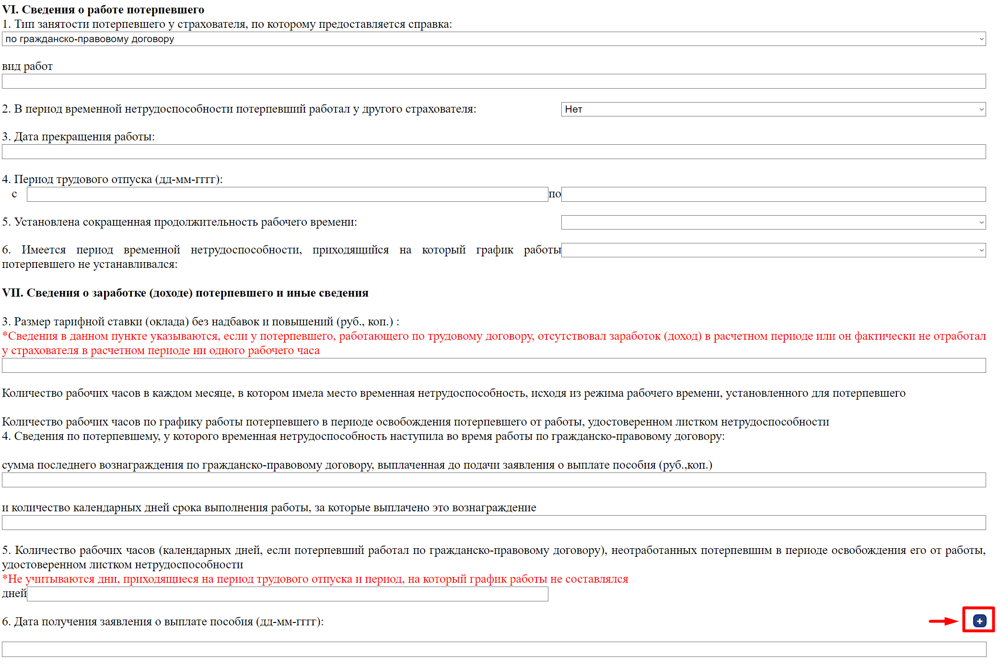 VI. Сведения о работе потерпевшего
1. Тип занятости потерпевшего у страхователя, по которому предоставляется справка:
по гражданско-правовому договору
вид работ
2. В период временной нетрудоспособности потерпевший работал у другого страхователя:
Нет
3. Дата прекращения работы:
4. Период трудового отпуска (дд-мм-гггг):
с
по
5. Установлена сокращенная продолжительность рабочего времени:
6. Имеется период временной нетрудоспособности, приходящийся на который график работы
потерпевшего не устанавливался:
VII. Сведения о заработке (доходе) потерпевшего и иные сведения
3. Размер тарифной ставки (оклада) без надбавок и повышений (руб., коп.) :
*Сведения в данном пункте указываются, если у потерпевшего, работающего по трудовому договору, отсутствовал заработок (доход) в расчетном периоде или он фактически не отработал
у страхователя в расчетном периоде ни одного рабочего часа
Количество рабочих часов в каждом месяце, в котором имела место временная нетрудоспособность, исходя из режима рабочего времени, установленного для потерпевшего
Количество рабочих часов по графику работы потерпевшего в периоде освобождения потерпевшего от работы, удостоверенном листком нетрудоспособности
4. Сведения по потерпевшему, у которого временная нетрудоспособность наступила во время работы по гражданско-правовому договору:
сумма последнего вознаграждения по гражданско-правовому договору, выплаченная до подачи заявления о выплате пособия (руб.,коп.)
и количество календарных дней срока выполнения работы, за которые выплачено это вознаграждение
5. Количество рабочих часов (календарных дней, если потерпевший работал по гражданско-правовому договору), неотработанных потерпевшим в периоде освобождения его от работы,
удостоверенном листком нетрудоспособности
*Не учитываются дни, приходящиеся на период трудового отпуска и период, на который график работы не составлялся
дней
6. Дата получения заявления о выплате пособия (дд-мм-гггг):